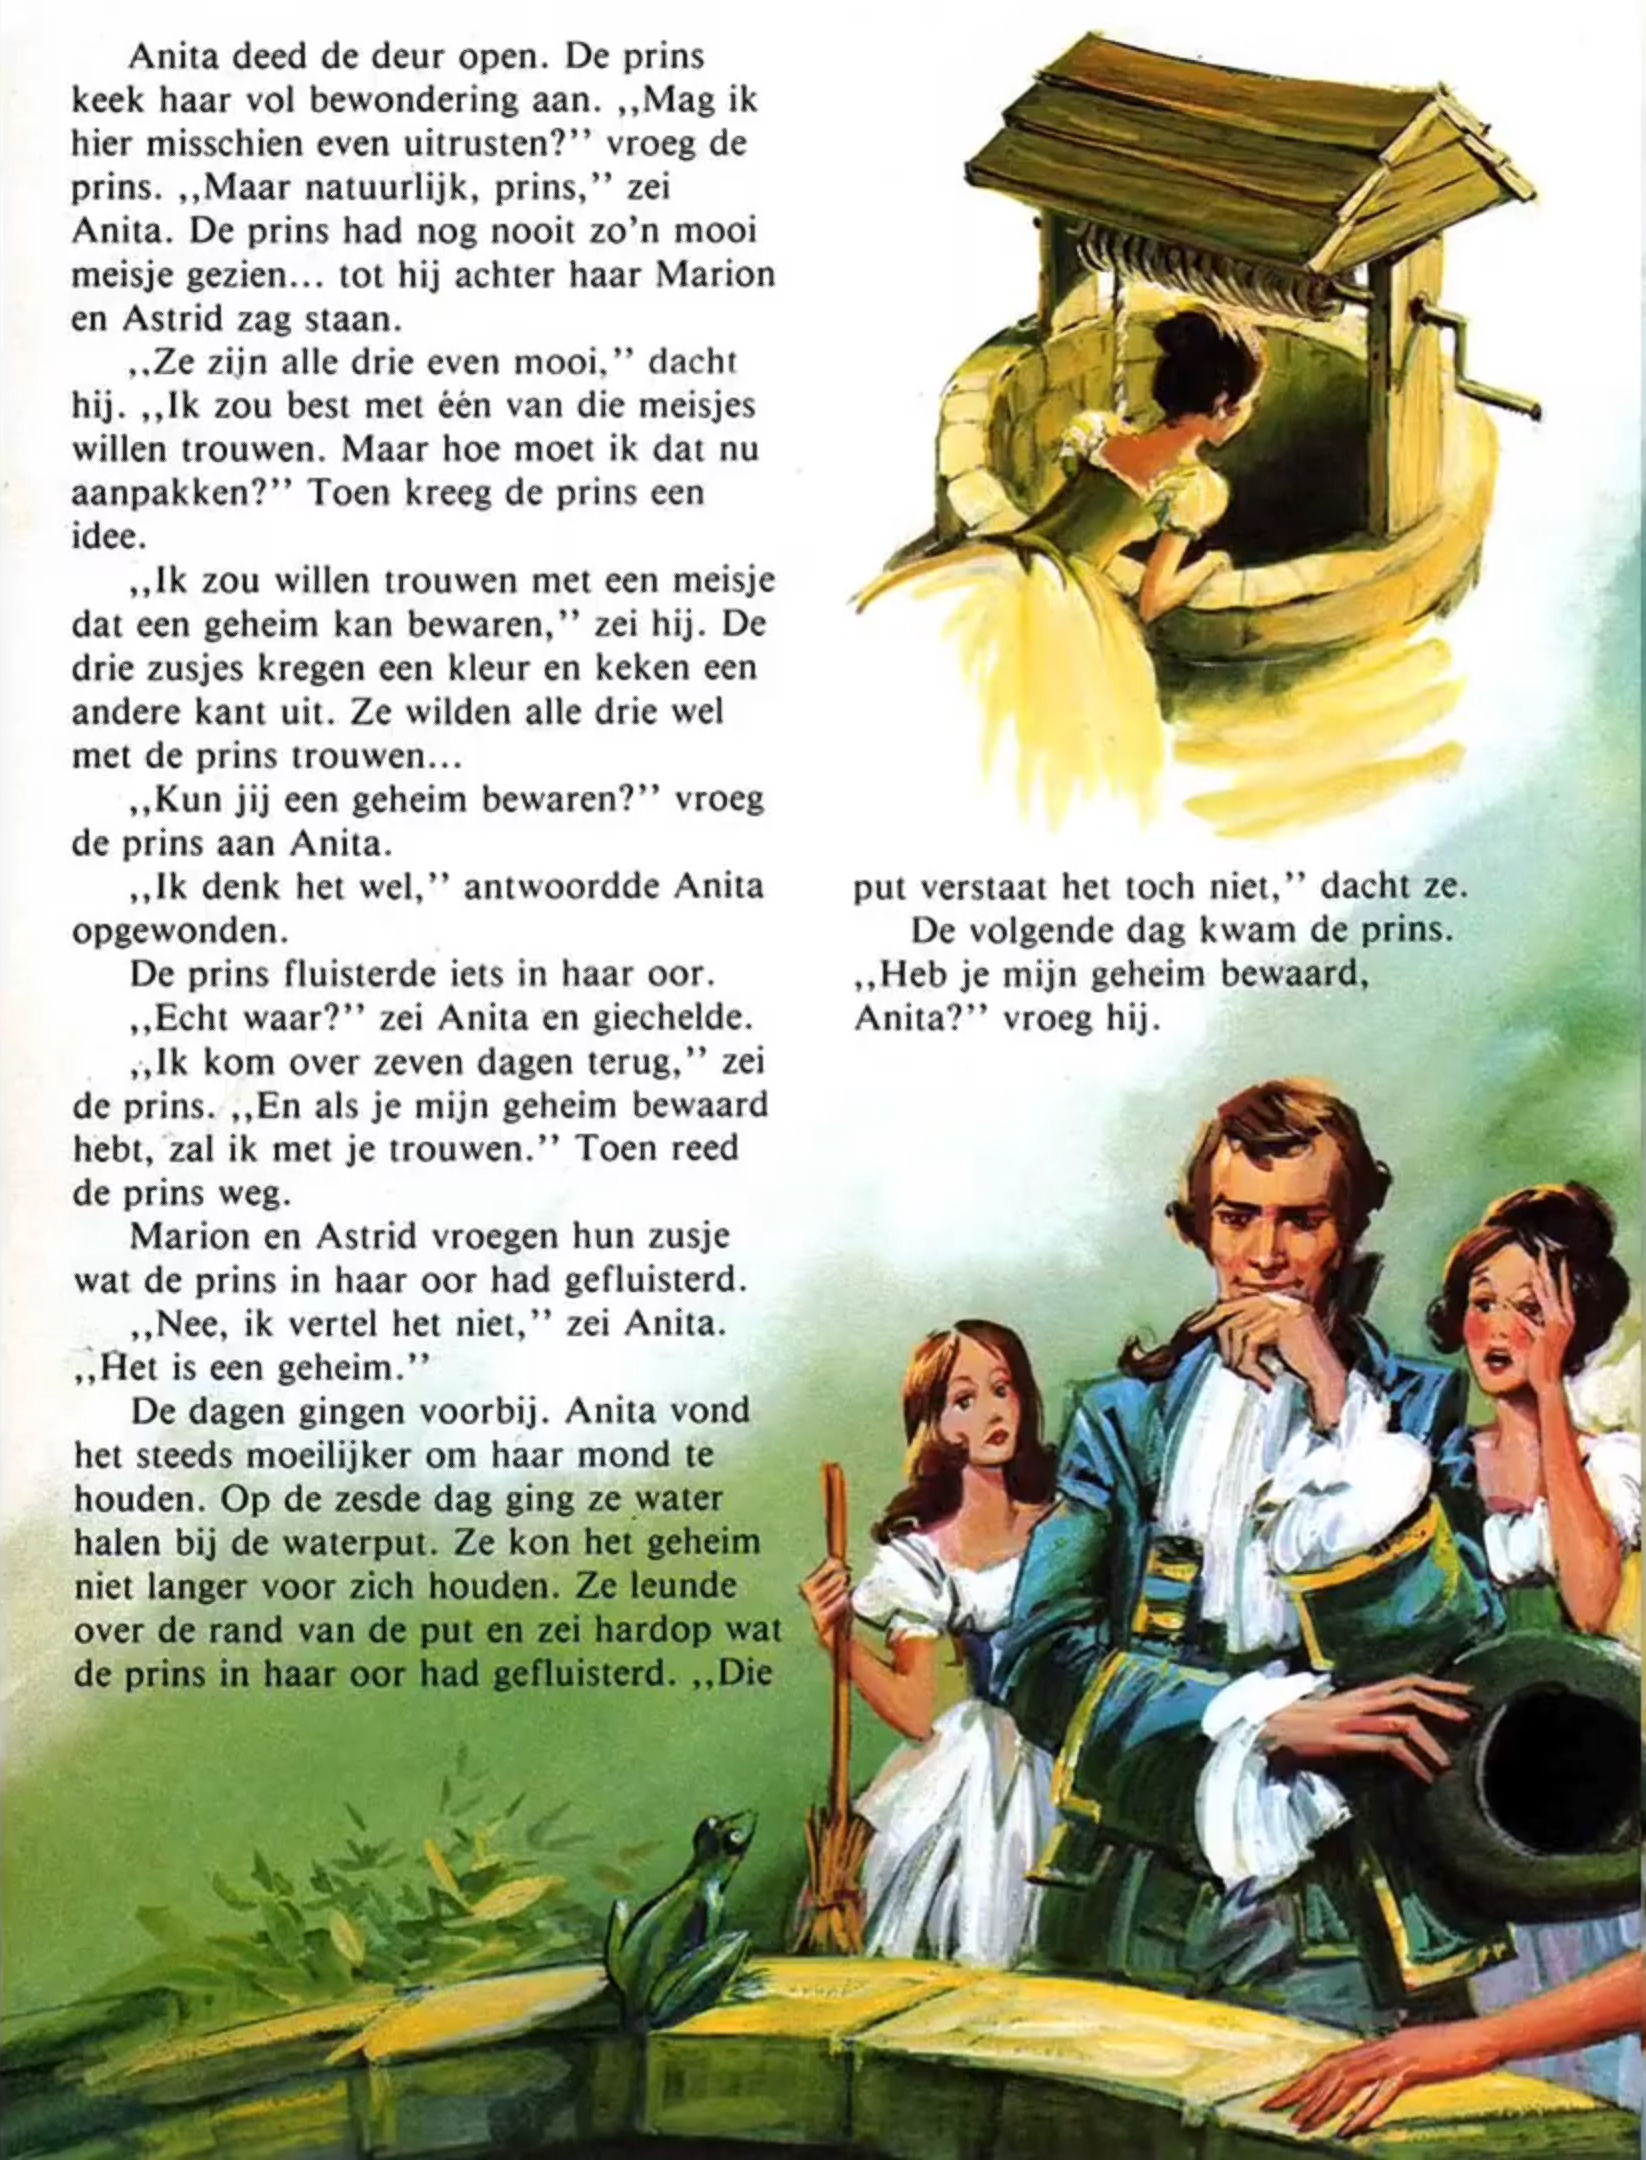 Anita deed de deur open. De prins
keek haar vol bewondering aan. ,,Mag ik
hier misschien even uitrusten?’’ vroeg de
prins. ,,Maar natuurlijk, prins,’’ zei
Anita. De prins had nog nooit zo’n mooi
meisje gezien... tot hij achter haar Marion
en Astrid zag staan.
,,Ze zijn alle drie even mooi,’’ dacht
hij. ,,Ik zou best met één van die meisjes
willen trouwen. Maar hoe moet ik dat nu
aanpakken?’’ Toen kreeg de prins een
idee.
,,Ik zou willen trouwen met een meisje
dat een geheim kan bewaren,’’ zei hij. De
drie zusjes kregen een kleur en keken een
andere kant uit. Ze wilden alle drie wel
met de prins trouwen...
,,Kun jij een geheim bewaren?’’ vroeg
de prins aan Anita.
,,Ik denk het wel,’’ antwoordde Anita
opgewonden.
De prins fluisterde iets in haar oor.
,,Echt waar?’’ zei Anita en giechelde.
,,Ik kom over zeven dagen terug,’’ zei
de prins. ,,En als je mijn geheim bewaard
hebt, zal ik met je trouwen.’’ Toen reed
de prins weg.
Marion en Astrid vroegen hun zusje
wat de prins in haar oor had gefluisterd.
,,Nee, ik vertel het niet,’’ zei Anita.
,,Het is een geheim.’’
De dagen gingen voorbij. Anita vond
het steeds moeilijker om haar mond te
houden. Op de zesde dag ging ze water
halen bij de waterput. Ze kon het geheim
niet langer voor zich houden. Ze leunde
over de rand van de put en zei hardop wat
de prins in haar oor had gefluisterd. ,,Die
put verstaat het toch niet,’’ dacht ze.
De volgende dag kwam de prins.
,,Heb je mijn geheim bewaard,
Anita?’’ vroeg hij.